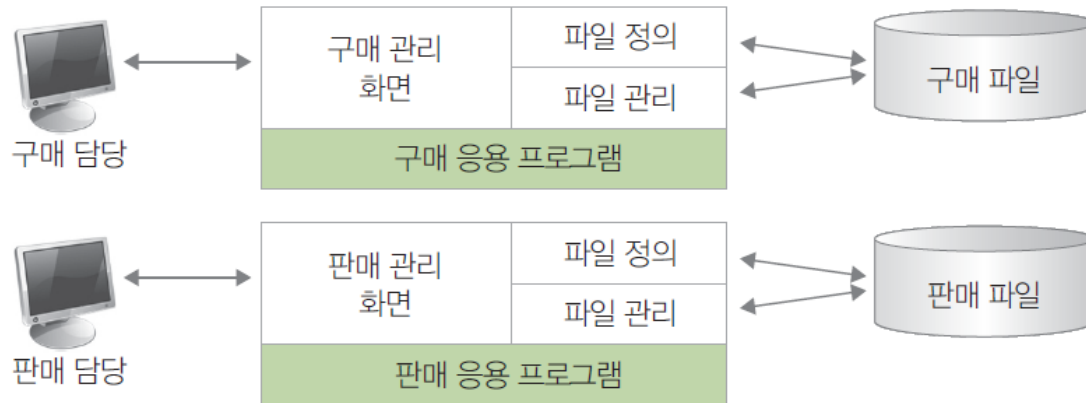 구매 관리
화면
파일 정의
파일 관리
구매 파일
구매 담당
구매 응용 프로그램
판매 관리
화면
파일 정의
파일 관리
판매 파일
판매 담당
판매 응용 프로그램